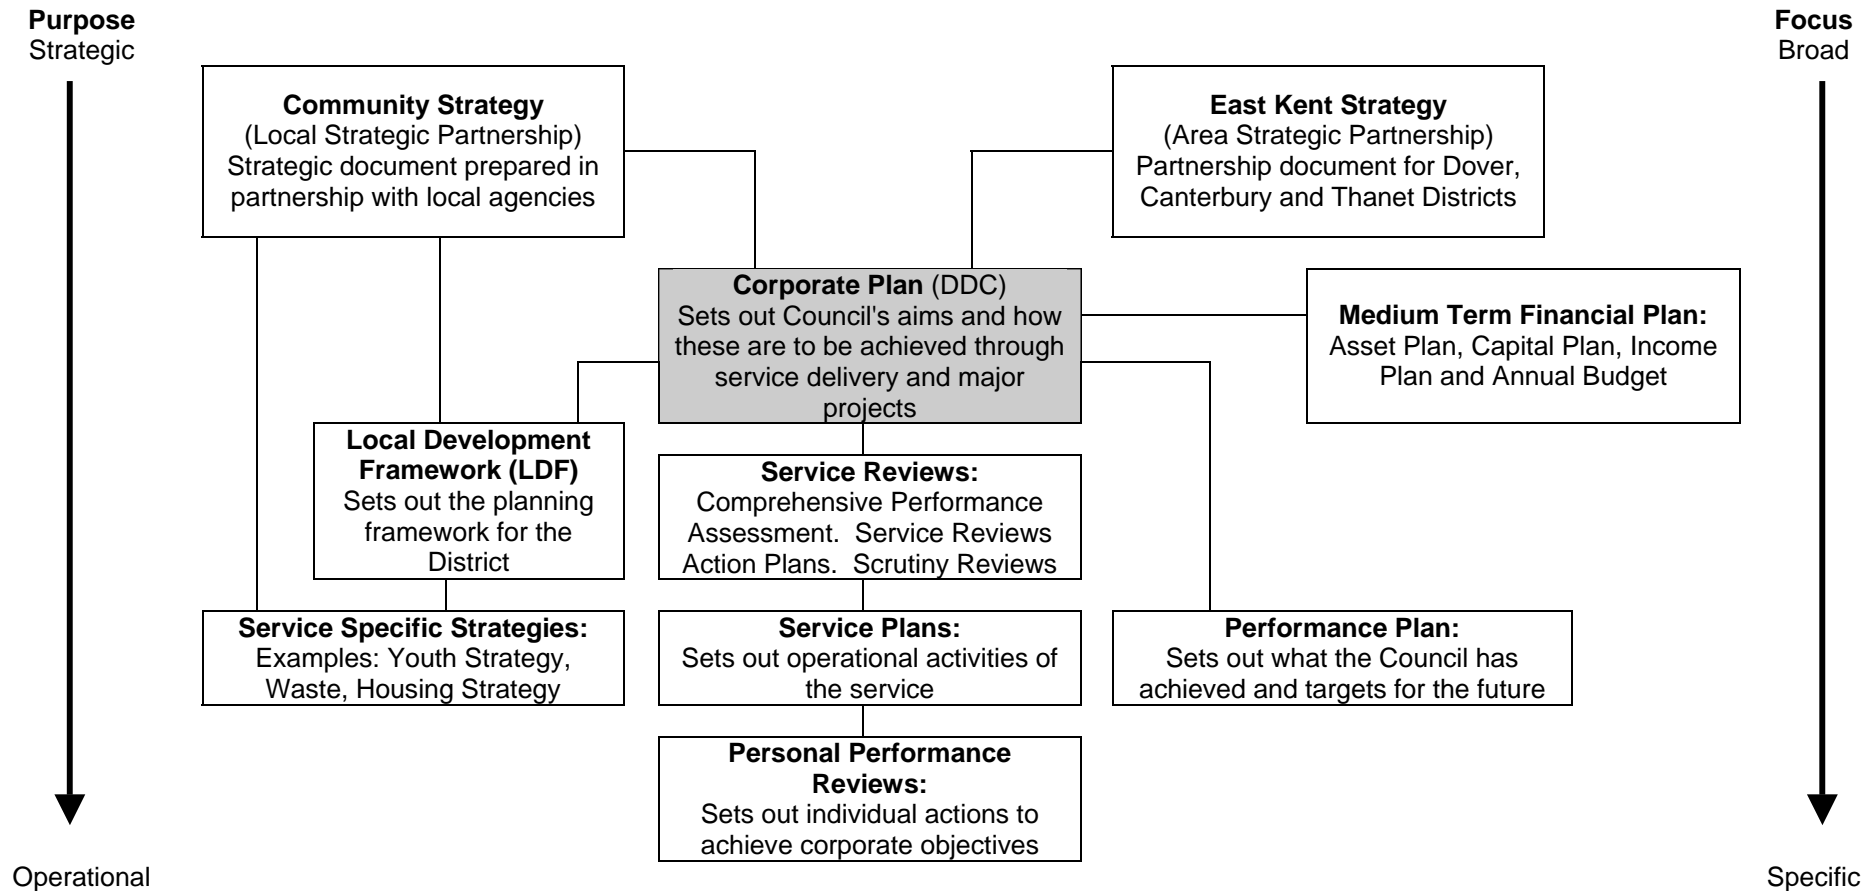 Purpose
Strategic
Focus
Broad
Community Strategy
(Local Strategic Partnership)
Strategic document prepared in
partnership with local agencies
East Kent Strategy
(Area Strategic Partnership)
Partnership document for Dover,
Canterbury and Thanet Districts
Corporate Plan (DDC)
Sets out Council's aims and how
these are to be achieved through
service delivery and major
projects
Medium Term Financial Plan:
Asset Plan, Capital Plan, Income
Plan and Annual Budget
Local Development
Framework (LDF)
Sets out the planning
framework for the
District
Service Reviews:
Comprehensive Performance
Assessment.  Service Reviews
Action Plans.  Scrutiny Reviews
Service Specific Strategies:
Examples: Youth Strategy,
Waste, Housing Strategy
Service Plans:
Sets out operational activities of
the service
Performance Plan:
Sets out what the Council has
achieved and targets for the future
Personal Performance
Reviews:
Sets out individual actions to
achieve corporate objectives
Operational
Specific